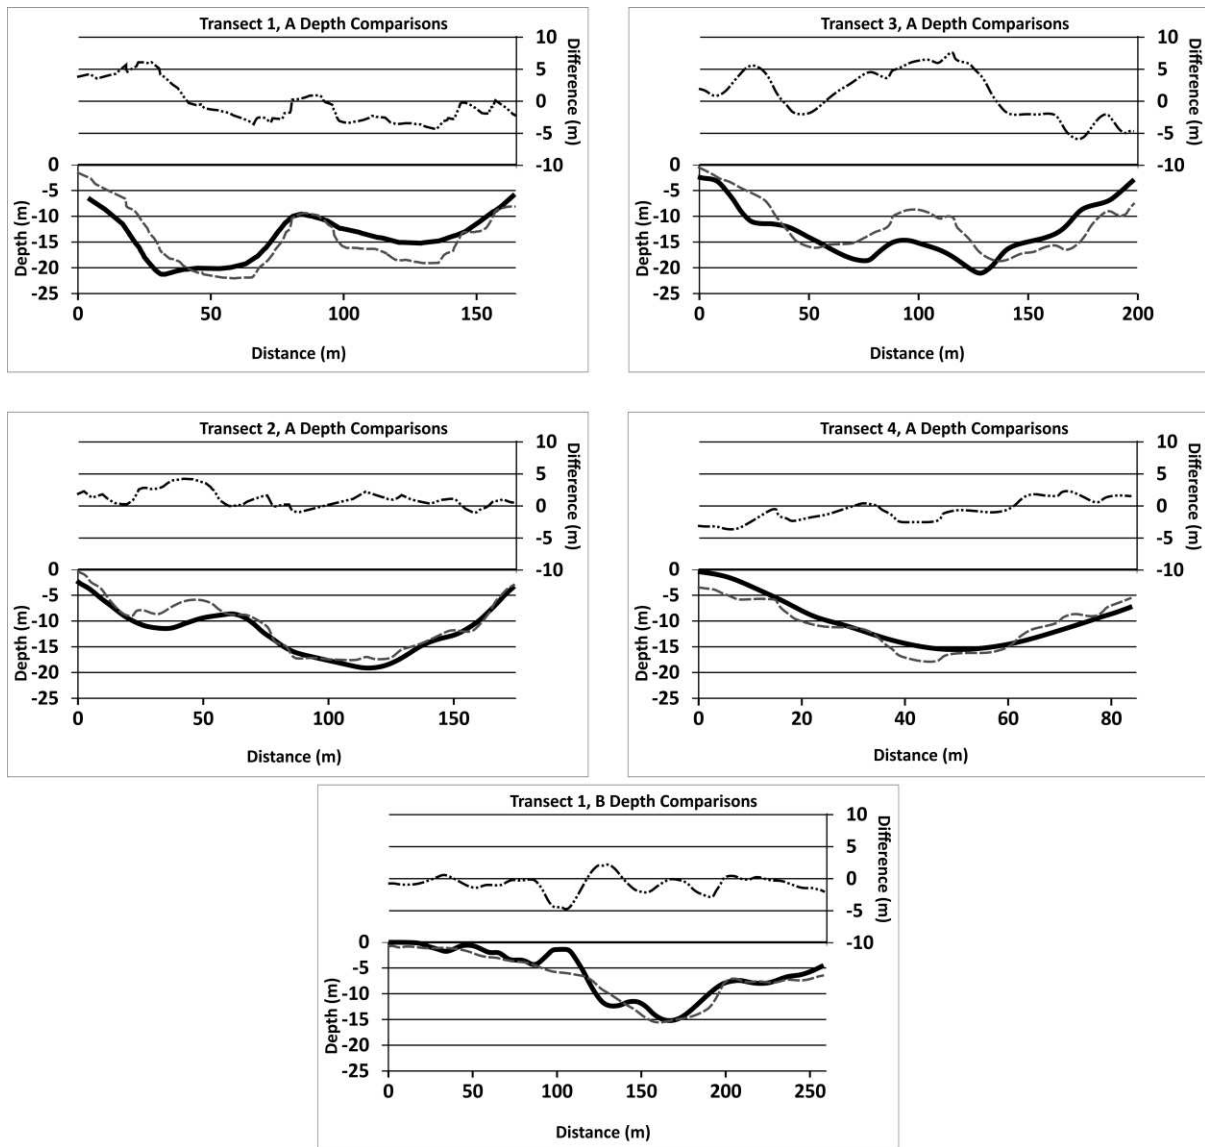 Transect 1, A Depth Comparisons
10
5
0
-5
-10
Difference (m)
0
-5
-10
-15
-20
-25
Depth (m)
0 50 100 150
Distance (m)
Transect 3, A Depth Comparisons
10
5
0
-5
-10
Difference (m)
0
-5
-10
-15
-20
-25
Depth (m)
0 50 100 150 200
Distance (m)
Transect 2, A Depth Comparisons
10
5
0
-5
-10
Difference (m)
0
-5
-10
-15
-20
-25
Depth (m)
0 50 100 150
Distance (m)
Transect 4, A Depth Comparisons
10
5
0
-5
-10
Difference (m)
0
-5
-10
-15
-20
-25
Depth (m)
0 20 40 60 80
Distance (m)
Transect 1, B Depth Comparisons
10
5
0
-5
-10
Difference (m)
0
-5
-10
-15
-20
-25
Depth (m)
0 50 100 150 200 250
Distance (m)